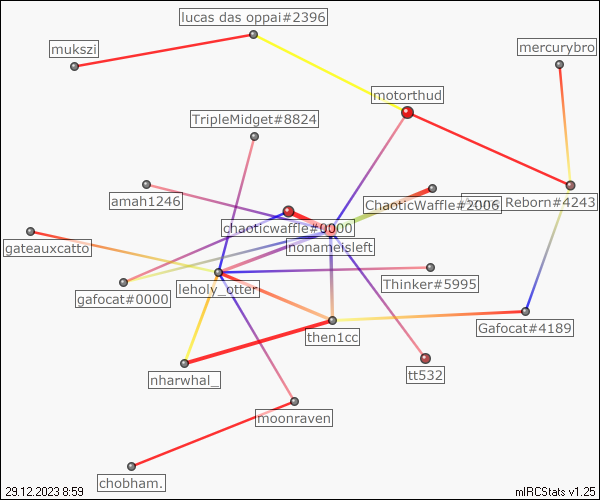 lucas das oppai#2396
mukszi
mercurybro
motorthud
TripleMidget#8824
amah1246
ChaoticWaffle#2006
Reborn#4243
chaoticwaffle#0000
gateauxcatto
nonameisleft
Thinker#5995
leholy_otter
gafocat#0000
Gafocat#4189
then1cc
tt532
nharwhal_
moonraven
chobham.
29.12.2023 8:59
mIRCStats v1.25